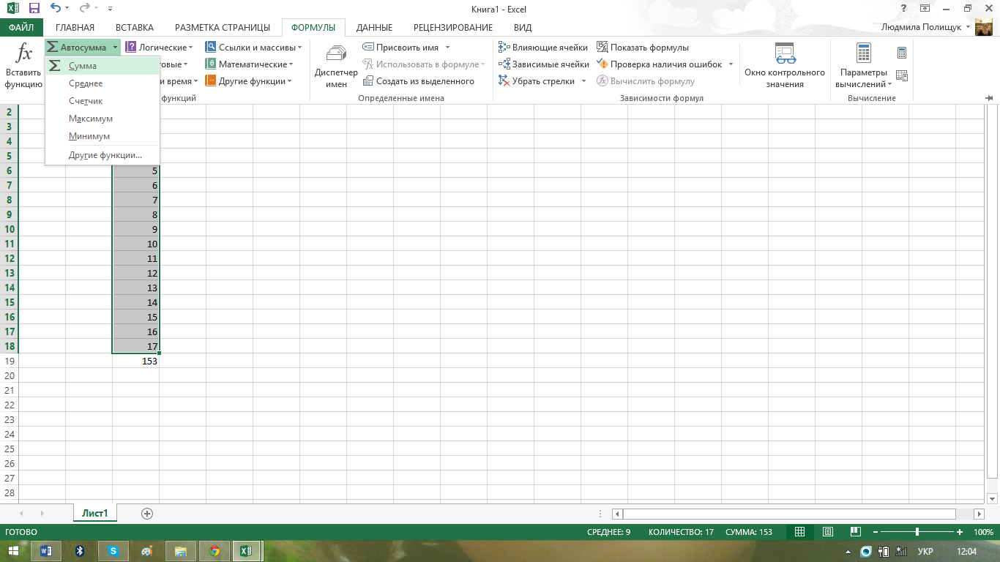 Книга1 - Excel
?
ФАЙЛ ГЛАВНАЯ ВСТАВКА РАЗМЕТКА СТРАНИЦЫ ФОРМУЛЫ ДАННЫЕ РЕЦЕНЗИРОВАНИЕ ВИД Людмила Полищук
fx
Вставить
функцию
Автосумма
Сумма
Среднее
Счетчик
Максимум
Минимум
Другие функции...
Логические
овые
и время
Ссылки и массивы
Математические
Другие функции
функций
Диспетчер
имен
Присвоить имя
Использовать в формуле
Создать из выделенного
Определенные имена
Влияющие ячейки
Зависимые ячейки
Убрать стрелки
Показать формулы
Проверка наличия ошибок
Вычислить формулу
Зависимости формул
Окно контрольного
значения
Параметры
вычислений
Вычисление
2
3
4
5
6 5
7 6
8 7
9 8
10 9
11 10
12 11
13 12
14 13
15 14
16 15
17 16
18 17
19 153
20
21
22
23
24
25
26
27
28
Лист1
ГОТОВО СРЕДНЕЕ: 9 КОЛИЧЕСТВО: 17 СУММА: 153 100%
УКР 12:04